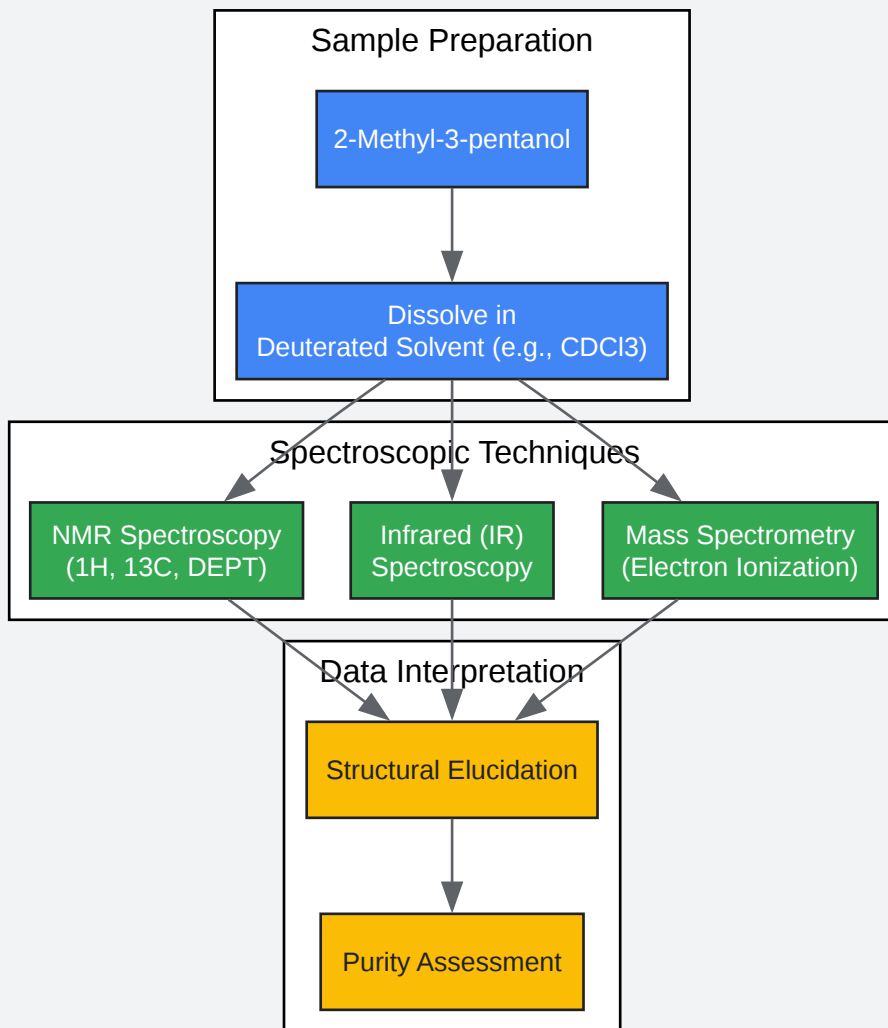 Sample Preparation
2-Methyl-3-pentanol
Dissolve in
Deuterated Solvent (e.g., CDCl3)
Spectroscopic Techniques
NMR Spectroscopy
(1H, 13C, DEPT)
Infrared (IR)
Spectroscopy
Mass Spectrometry
(Electron Ionization)
Data Interpretation
Structural Elucidation
Purity Assessment